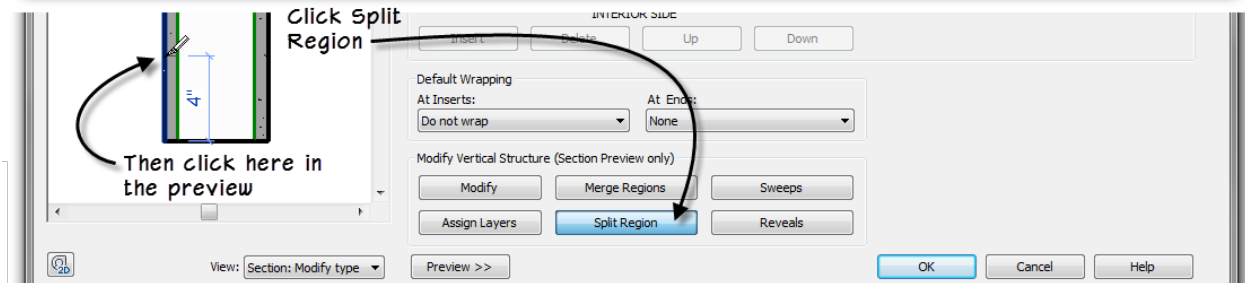 Click Split
Region
INTERIOR SIDE
Insert
Delete
Up
Down
Default Wrapping
At Inserts:
At Ends:
Do not wrap
None
4"
Then click here in
the preview
Modify Vertical Structure (Section Preview only)
Modify
Merge Regions
Sweeps
Assign Layers
Split Region
Reveals
2D
View: Section: Modify type
Preview >>
OK
Cancel
Help